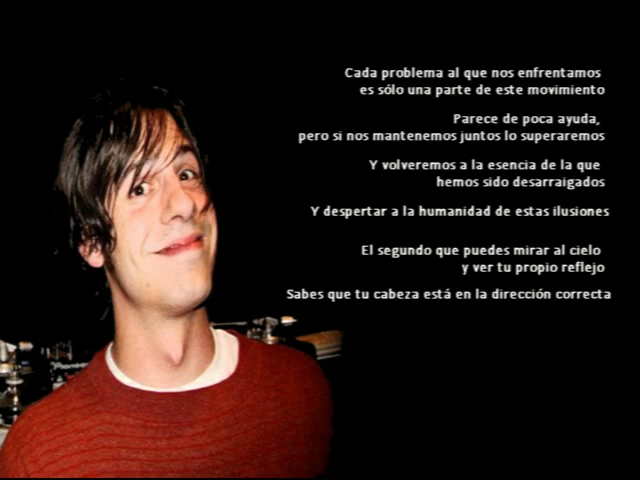 Cada problema al que nos enfrentamos
es sólo una parte de este movimiento
Parece de poca ayuda,
pero si nos mantenemos juntos lo superaremos
Y volveremos a la esencia de la que
hemos sido desarraigados
Y despertar a la humanidad de estas ilusiones
El segundo que puedes mirar al cielo
y ver tu propio reflejo
Sabes que tu cabeza está en la dirección correcta
Pioneer